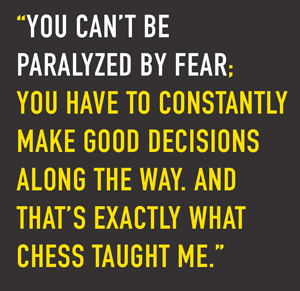 “YOU CAN’T BE
PARALYZED BY FEAR;
YOU HAVE TO CONSTANTLY
MAKE GOOD DECISIONS
ALONG THE WAY. AND
THAT’S EXACTLY WHAT
CHESS TAUGHT ME.”